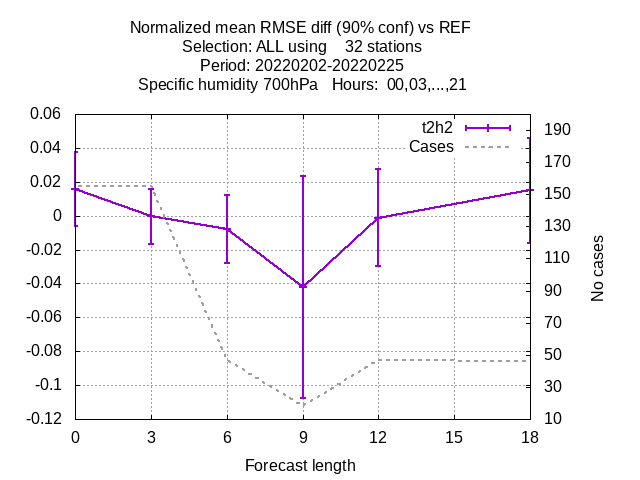 Normalized mean RMSE diff (90% conf) vs REF
Selection: ALL using    32 stations
Period: 20220202-20220225
Specific humidity 700hPa   Hours:  00,03,...,21
t2h2
Cases
0.06
0.04
0.02
0
-0.02
-0.04
-0.06
-0.08
-0.1
-0.12
190
170
150
130
110
90
70
50
30
10
No cases
0 3 6 9 12 15 18
Forecast length